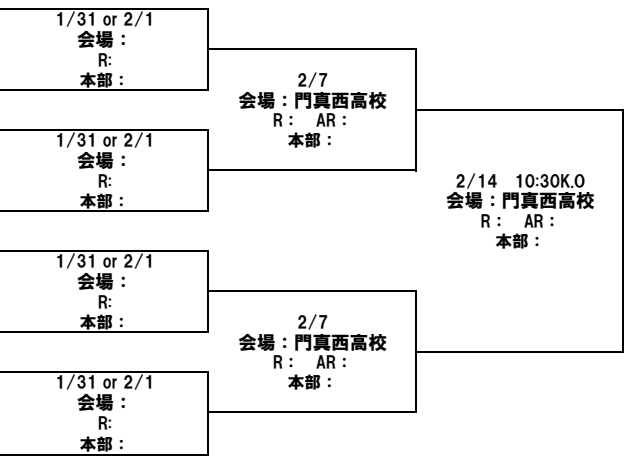 1/31 or 2/1
会場：
R:
本部：
1/31 or 2/1
会場：
R:
本部：
2/7
会場：門真西高校
R： AR：
本部：
1/31 or 2/1
会場：
R:
本部：
1/31 or 2/1
会場：
R:
本部：
2/7
会場：門真西高校
R： AR：
本部：
2/14 10:30K.O
会場：門真西高校
R： AR：
本部：